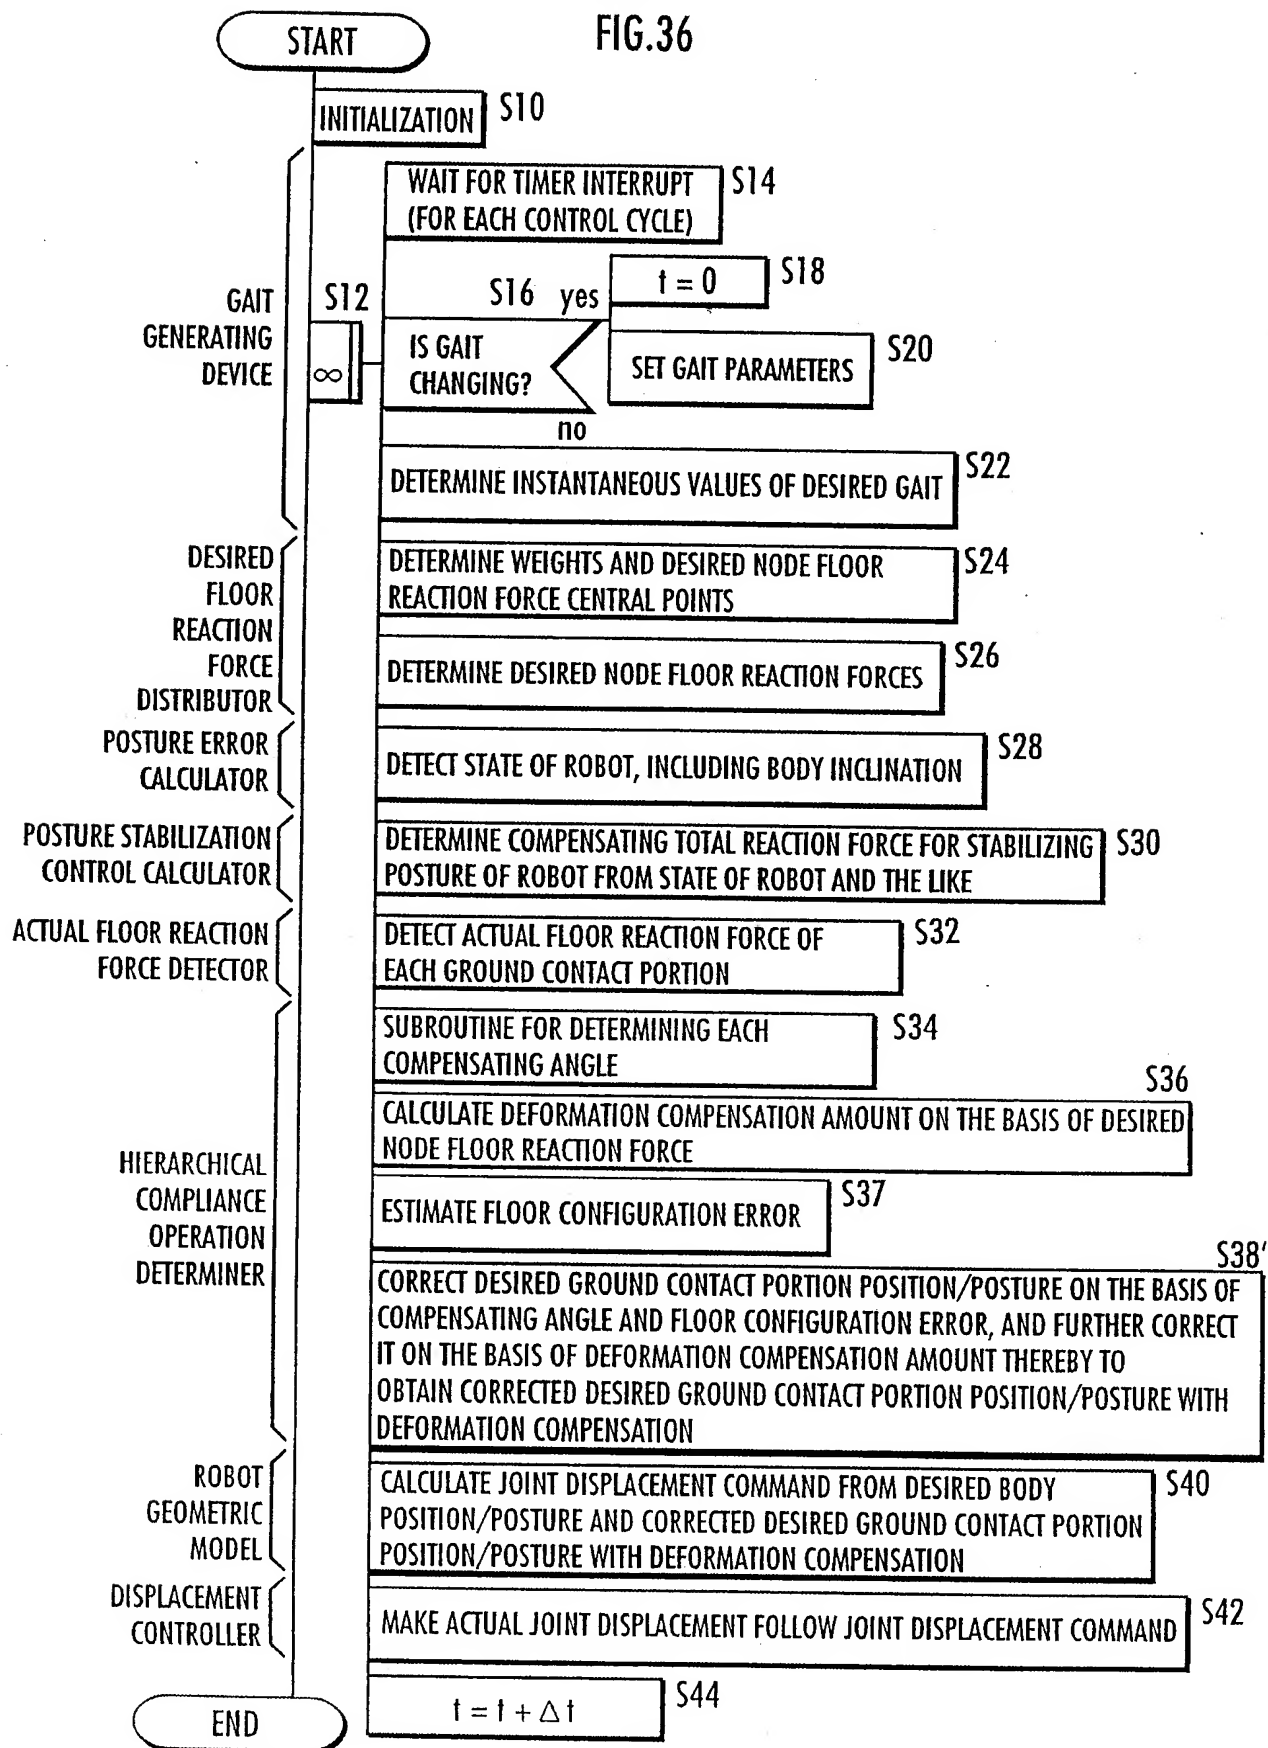 FIG.36
START
INITIALIZATION
S10
WAIT FOR TIMER INTERRUPT
(FOR EACH CONTROL CYCLE)
S14
GAIT
GENERATING
DEVICE
S12
∞
S16
yes
t = 0
S18
IS GAIT
CHANGING?
SET GAIT PARAMETERS
S20
no
DETERMINE INSTANTANEOUS VALUES OF DESIRED GAIT
S22
DESIRED
FLOOR
REACTION
FORCE
DISTRIBUTOR
DETERMINE WEIGHTS AND DESIRED NODE FLOOR
REACTION FORCE CENTRAL POINTS
S24
DETERMINE DESIRED NODE FLOOR REACTION FORCES
S26
POSTURE ERROR
CALCULATOR
DETECT STATE OF ROBOT, INCLUDING BODY INCLINATION
S28
POSTURE STABILIZATION
CONTROL CALCULATOR
DETERMINE COMPENSATING TOTAL REACTION FORCE FOR STABILIZING
POSTURE OF ROBOT FROM STATE OF ROBOT AND THE LIKE
S30
ACTUAL FLOOR REACTION
FORCE DETECTOR
DETECT ACTUAL FLOOR REACTION FORCE OF
EACH GROUND CONTACT PORTION
S32
HIERARCHICAL
COMPLIANCE
OPERATION
DETERMINER
SUBROUTINE FOR DETERMINING EACH
COMPENSATING ANGLE
S34
S36
CALCULATE DEFORMATION COMPENSATION AMOUNT ON THE BASIS OF DESIRED
NODE FLOOR REACTION FORCE
ESTIMATE FLOOR CONFIGURATION ERROR
S37
S38'
CORRECT DESIRED GROUND CONTACT PORTION POSITION/POSTURE ON THE BASIS OF
COMPENSATING ANGLE AND FLOOR CONFIGURATION ERROR, AND FURTHER CORRECT
IT ON THE BASIS OF DEFORMATION COMPENSATION AMOUNT THEREBY TO
OBTAIN CORRECTED DESIRED GROUND CONTACT PORTION POSITION/POSTURE WITH
DEFORMATION COMPENSATION
ROBOT
GEOMETRIC
MODEL
CALCULATE JOINT DISPLACEMENT COMMAND FROM DESIRED BODY
POSITION/POSTURE AND CORRECTED DESIRED GROUND CONTACT PORTION
POSITION/POSTURE WITH DEFORMATION COMPENSATION
S40
DISPLACEMENT
CONTROLLER
MAKE ACTUAL JOINT DISPLACEMENT FOLLOW JOINT DISPLACEMENT COMMAND
S42
t = t + Δt
S44
END